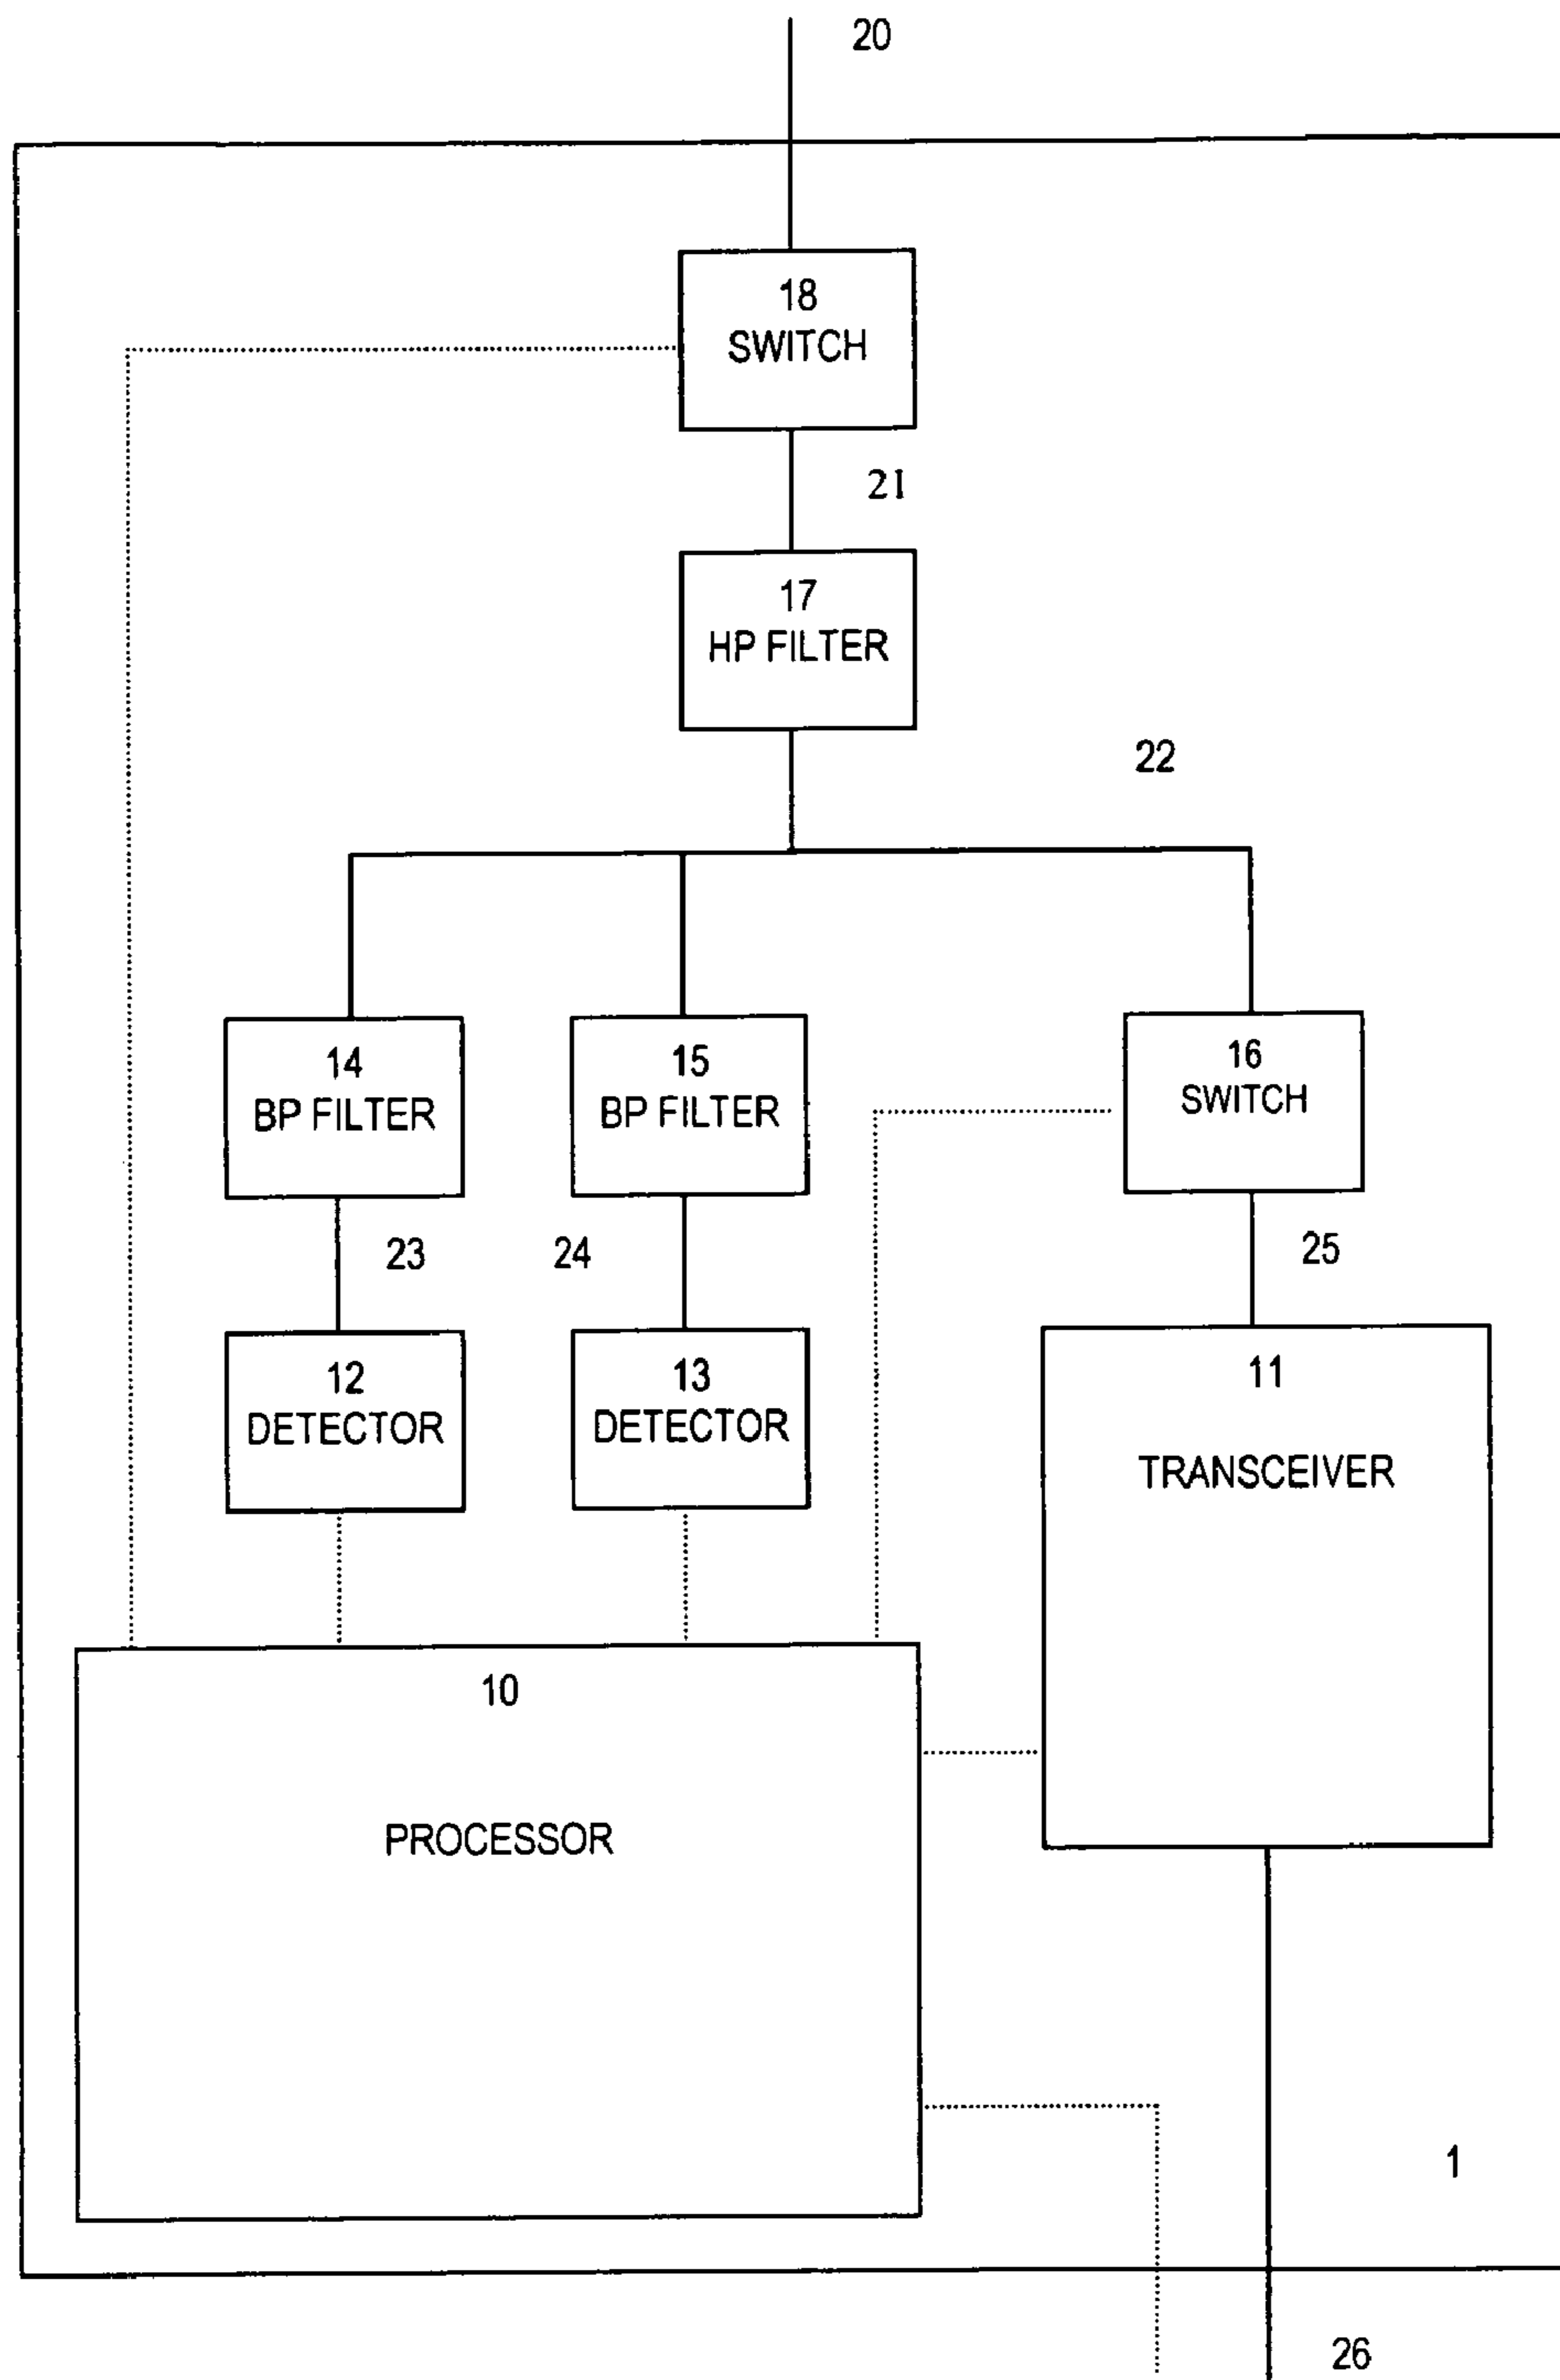 20
18
SWITCH
21
17
HP FILTER
22
14
BP FILTER
15
BP FILTER
16
SWITCH
23
24
25
12
DETECTOR
13
DETECTOR
11
TRANSCEIVER
10
PROCESSOR
1
26